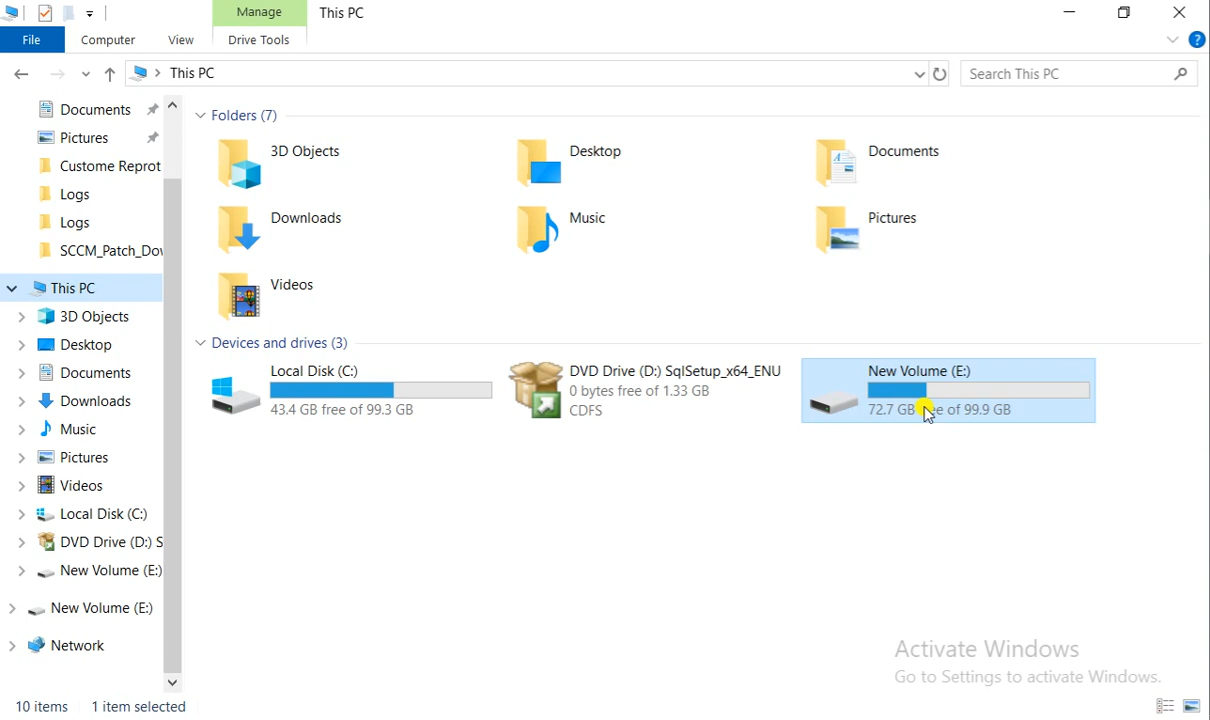 Manage
This PC
File
Computer
View
Drive Tools
This PC
Search This PC
Documents
Pictures
Custome Reprot
Logs
Logs
SCCM_Patch_Dov
This PC
3D Objects
Desktop
Documents
Downloads
Music
Pictures
Videos
Local Disk (C:)
DVD Drive (D:) S
New Volume (E:)
New Volume (E:)
Network
Folders (7)
3D Objects
Desktop
Documents
Downloads
Music
Pictures
Videos
Devices and drives (3)
Local Disk (C:)
43.4 GB free of 99.3 GB
DVD Drive (D:) SqlSetup_x64_ENU
0 bytes free of 1.33 GB
CDFS
New Volume (E:)
72.7 GB free of 99.9 GB
Activate Windows
Go to Settings to activate Windows.
10 items
1 item selected